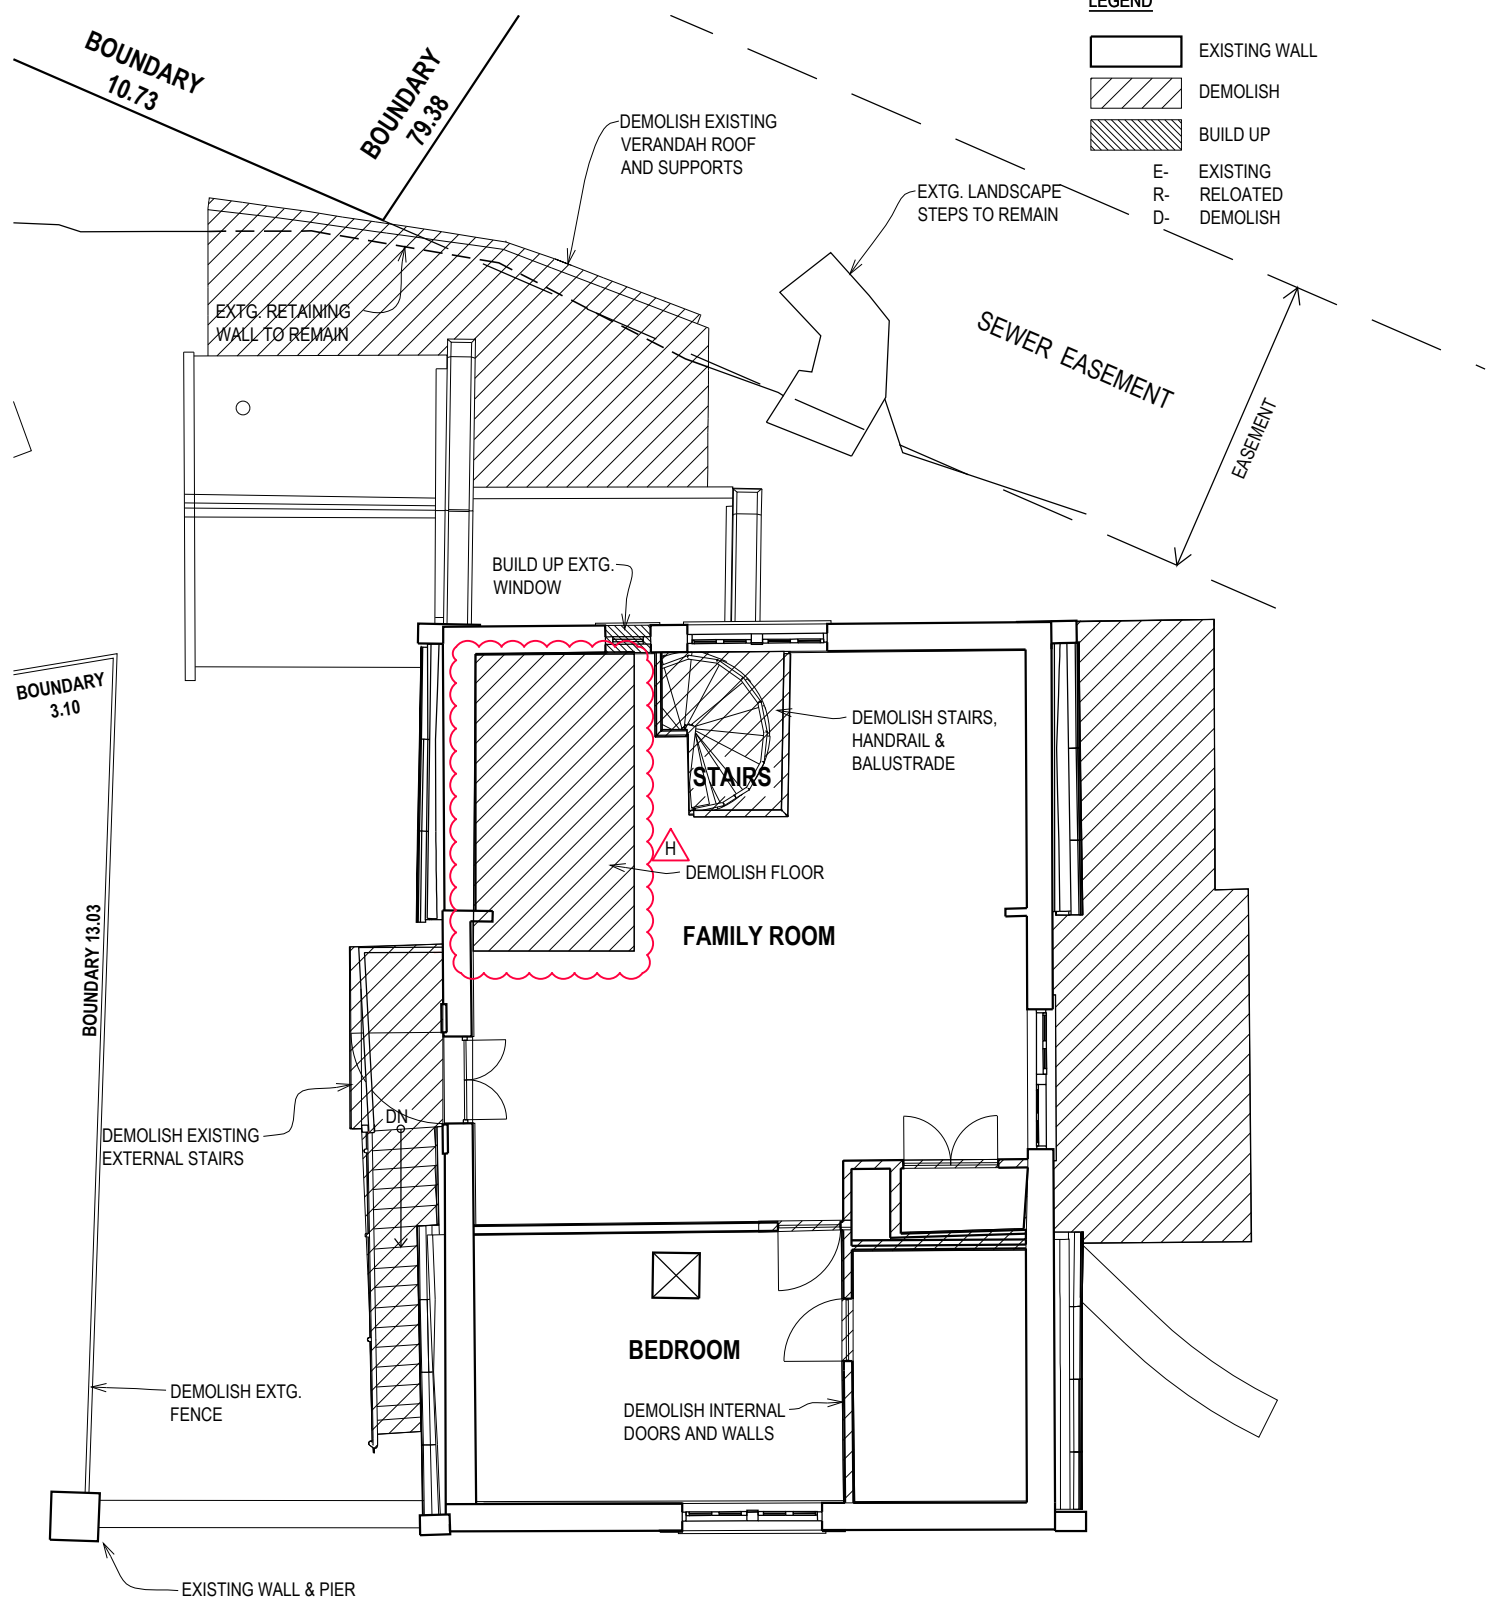 LEGEND
EXISTING WALL
DEMOLISH
BUILD UP
E- EXISTING
R- RELOATED
D- DEMOLISH
BOUNDARY
10.73
BOUNDARY
79.38
DEMOLISH EXISTING
VERANDAH ROOF
AND SUPPORTS
EXTG. LANDSCAPE
STEPS TO REMAIN
EXTG. RETAINING
WALL TO REMAIN
SEWER EASEMENT
EASEMENT
BUILD UP EXTG.
WINDOW
BOUNDARY
3.10
DEMOLISH STAIRS,
HANDRAIL &
BALUSTRADE
STAIRS
H
DEMOLISH FLOOR
FAMILY ROOM
BOUNDARY 13.03
DN
DEMOLISH EXISTING
EXTERNAL STAIRS
BEDROOM
DEMOLISH EXTG.
FENCE
DEMOLISH INTERNAL
DOORS AND WALLS
EXISTING WALL & PIER